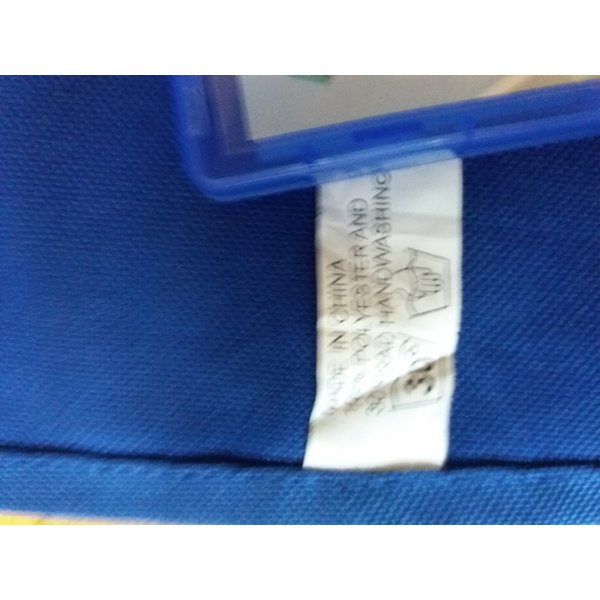 MADE IN CHINA
POLYESTER AND
HANDWASHING
30°